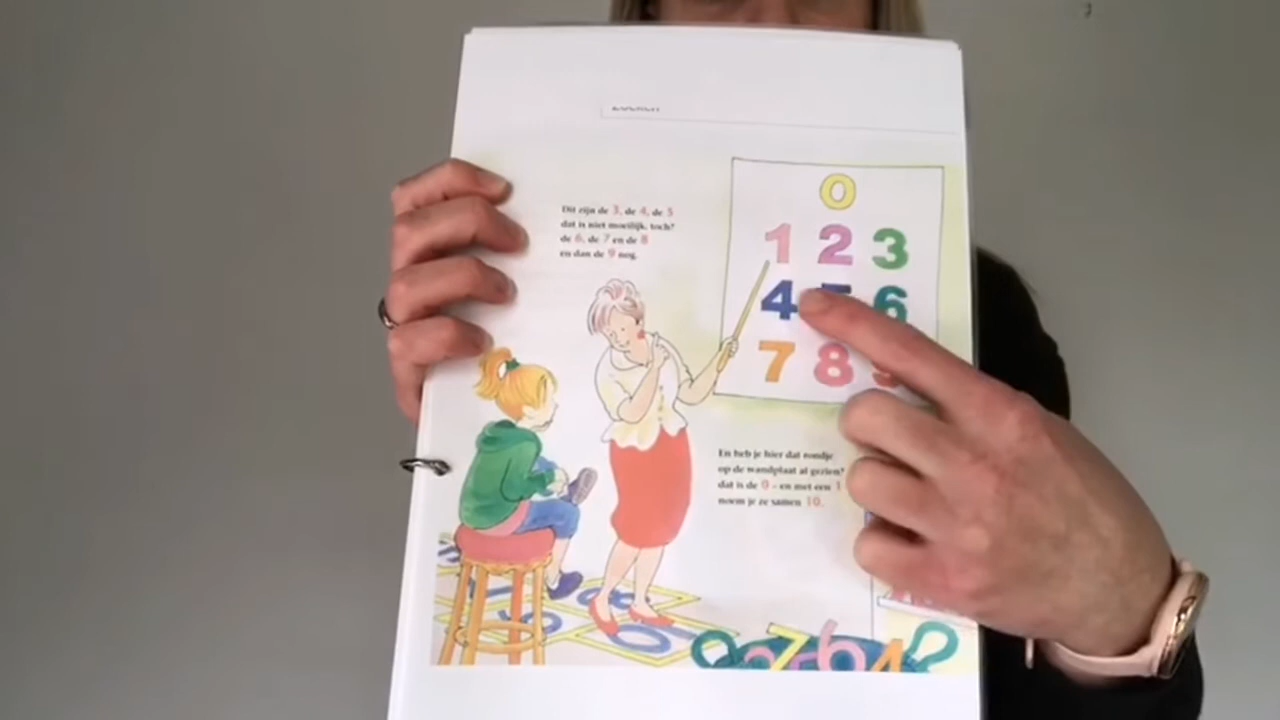 Dit zijn de 3, de 4, de 5
dat is niet moeilijk, toch?
de 6, de 7 en de 8
en dan de 9 nog.
0
1 2 3
4 5 6
7 8 9
En heb je hier dat rondje
op de wandplaat al gezien?
dat is de 0 - en met een 1
noem je ze samen 10.